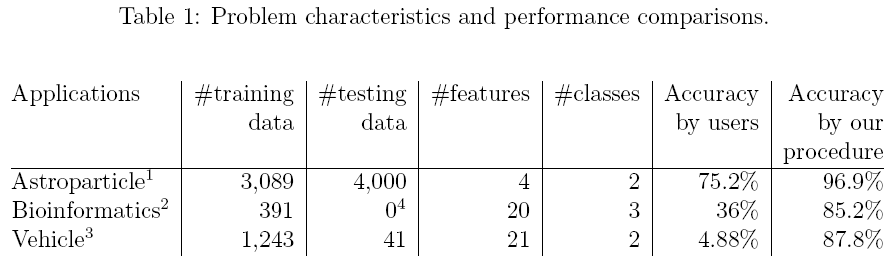 Table 1: Problem characteristics and performance comparisons.
Applications #training #testing #features #classes Accuracy Accuracy
data data by users by our
procedure
Astroparticle¹ 3,089 4,000 4 2 75.2% 96.9%
Bioinformatics² 391 0⁴ 20 3 36% 85.2%
Vehicle³ 1,243 41 21 2 4.88% 87.8%